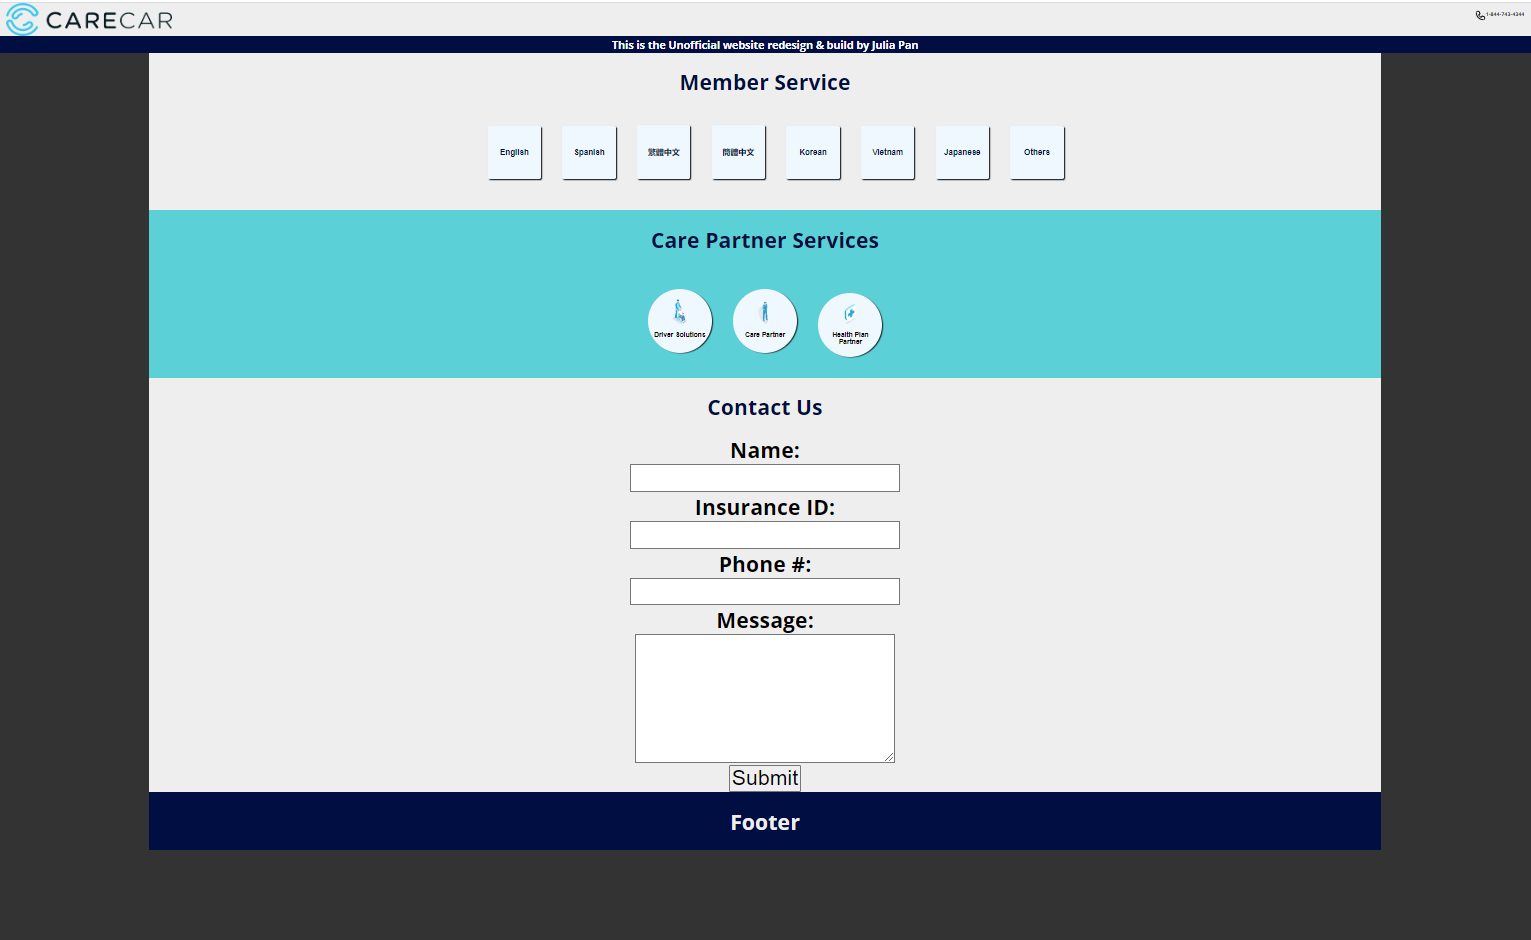 CARECAR
1-844-743-4344
This is the Unofficial website redesign & build by Julia Pan
Member Service
English
Spanish
繁體中文
簡體中文
Korean
Vietnam
Japanese
Others
Care Partner Services
Driver Solutions
Care Partner
Health Plan
Partner
Contact Us
Name:
Insurance ID:
Phone #:
Message:
Submit
Footer